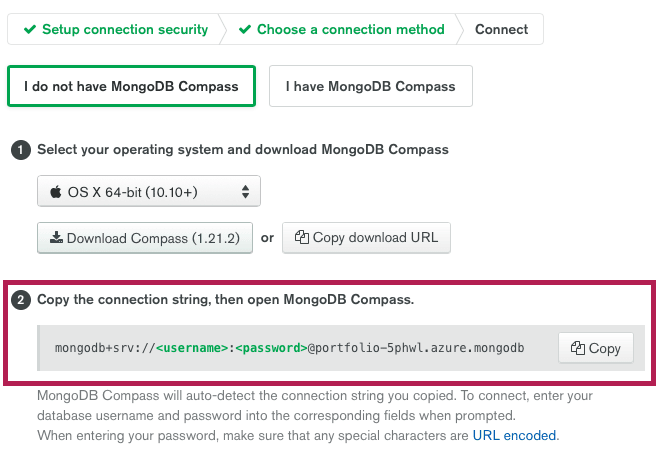 Setup connection security
Choose a connection method
Connect
I do not have MongoDB Compass
I have MongoDB Compass
1 Select your operating system and download MongoDB Compass
OS X 64-bit (10.10+)
Download Compass (1.21.2) or Copy download URL
2 Copy the connection string, then open MongoDB Compass.
mongodb+srv://<username>:<password>@portfolio-5phwl.azure.mongodb
Copy
MongoDB Compass will auto-detect the connection string you copied. To connect, enter your
database username and password into the corresponding fields when prompted.
When entering your password, make sure that any special characters are URL encoded.